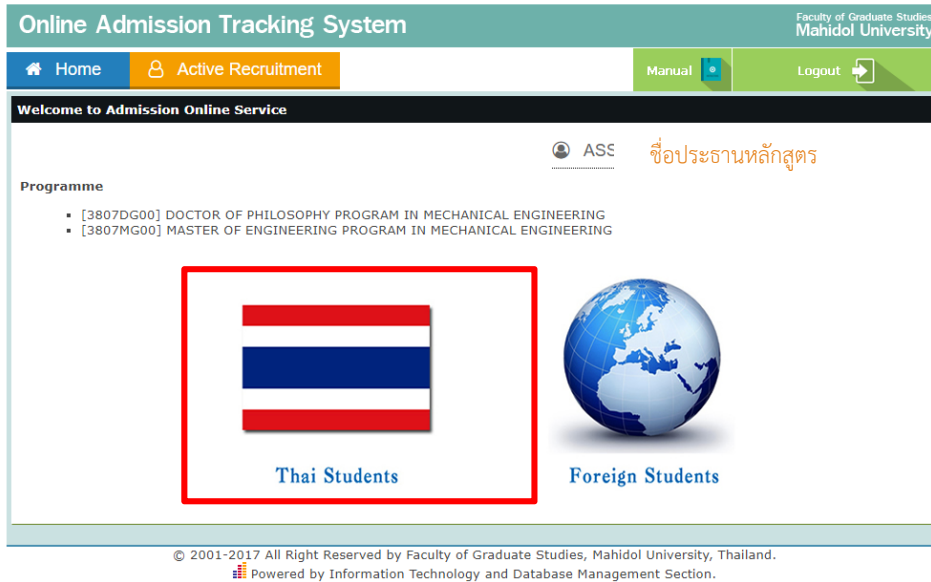 Online Admission Tracking System
Faculty of Graduate Studies
Mahidol University
Home
Active Recruitment
Manual
Logout
Welcome to Admission Online Service
ASS
ชื่อประธานหลักสูตร
Programme
[3807DG00] DOCTOR OF PHILOSOPHY PROGRAM IN MECHANICAL ENGINEERING
[3807MG00] MASTER OF ENGINEERING PROGRAM IN MECHANICAL ENGINEERING
Thai Students
Foreign Students
© 2001-2017 All Right Reserved by Faculty of Graduate Studies, Mahidol University, Thailand.
Powered by Information Technology and Database Management Section.